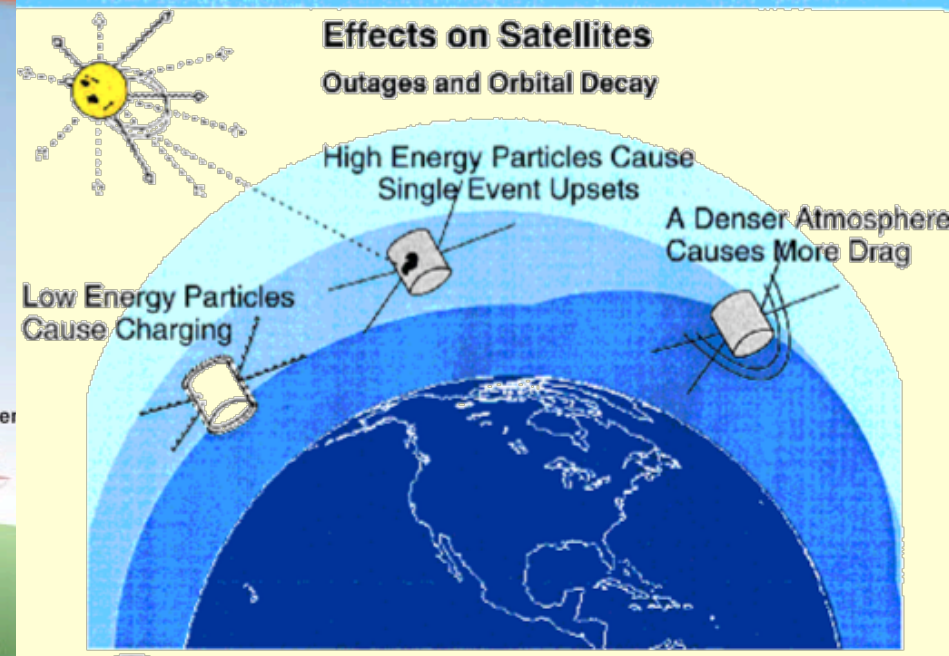 Effects on Satellites
Outages and Orbital Decay
High Energy Particles Cause
Single Event Upsets
A Denser Atmosphere
Causes More Drag
Low Energy Particles
Cause Charging
er